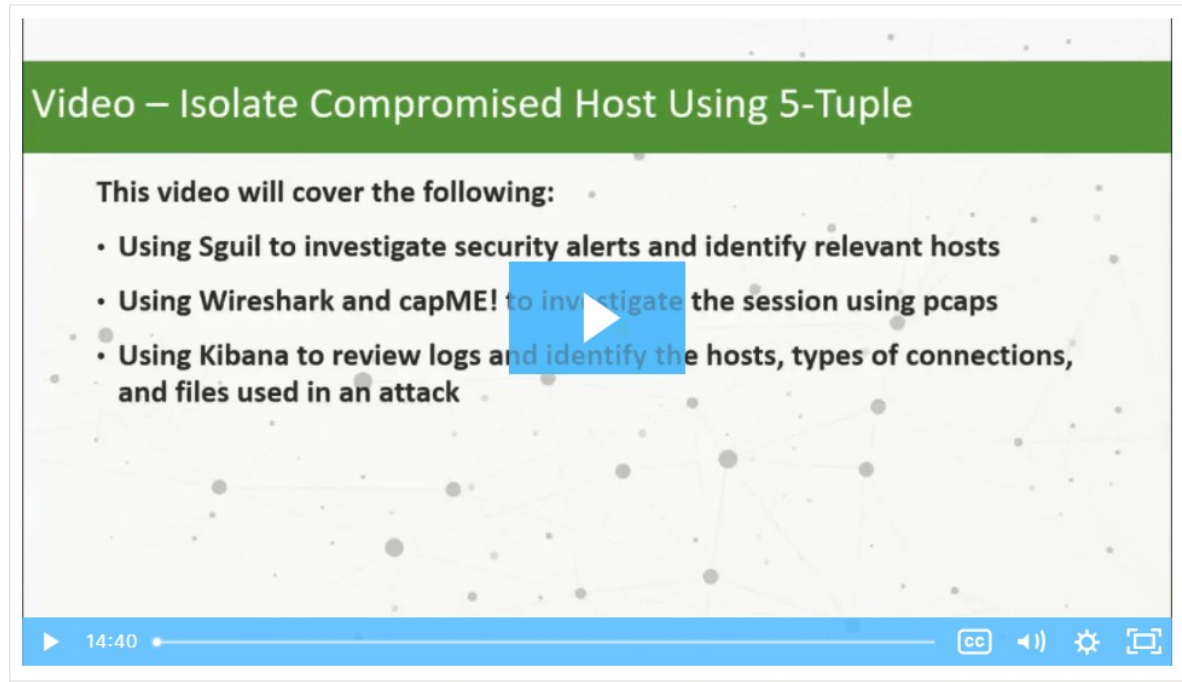 Video – Isolate Compromised Host Using 5-Tuple
This video will cover the following:
• Using Sguil to investigate security alerts and identify relevant hosts
• Using Wireshark and capME! to investigate the session using pcaps
• Using Kibana to review logs and identify the hosts, types of connections,
and files used in an attack
14:40
CC